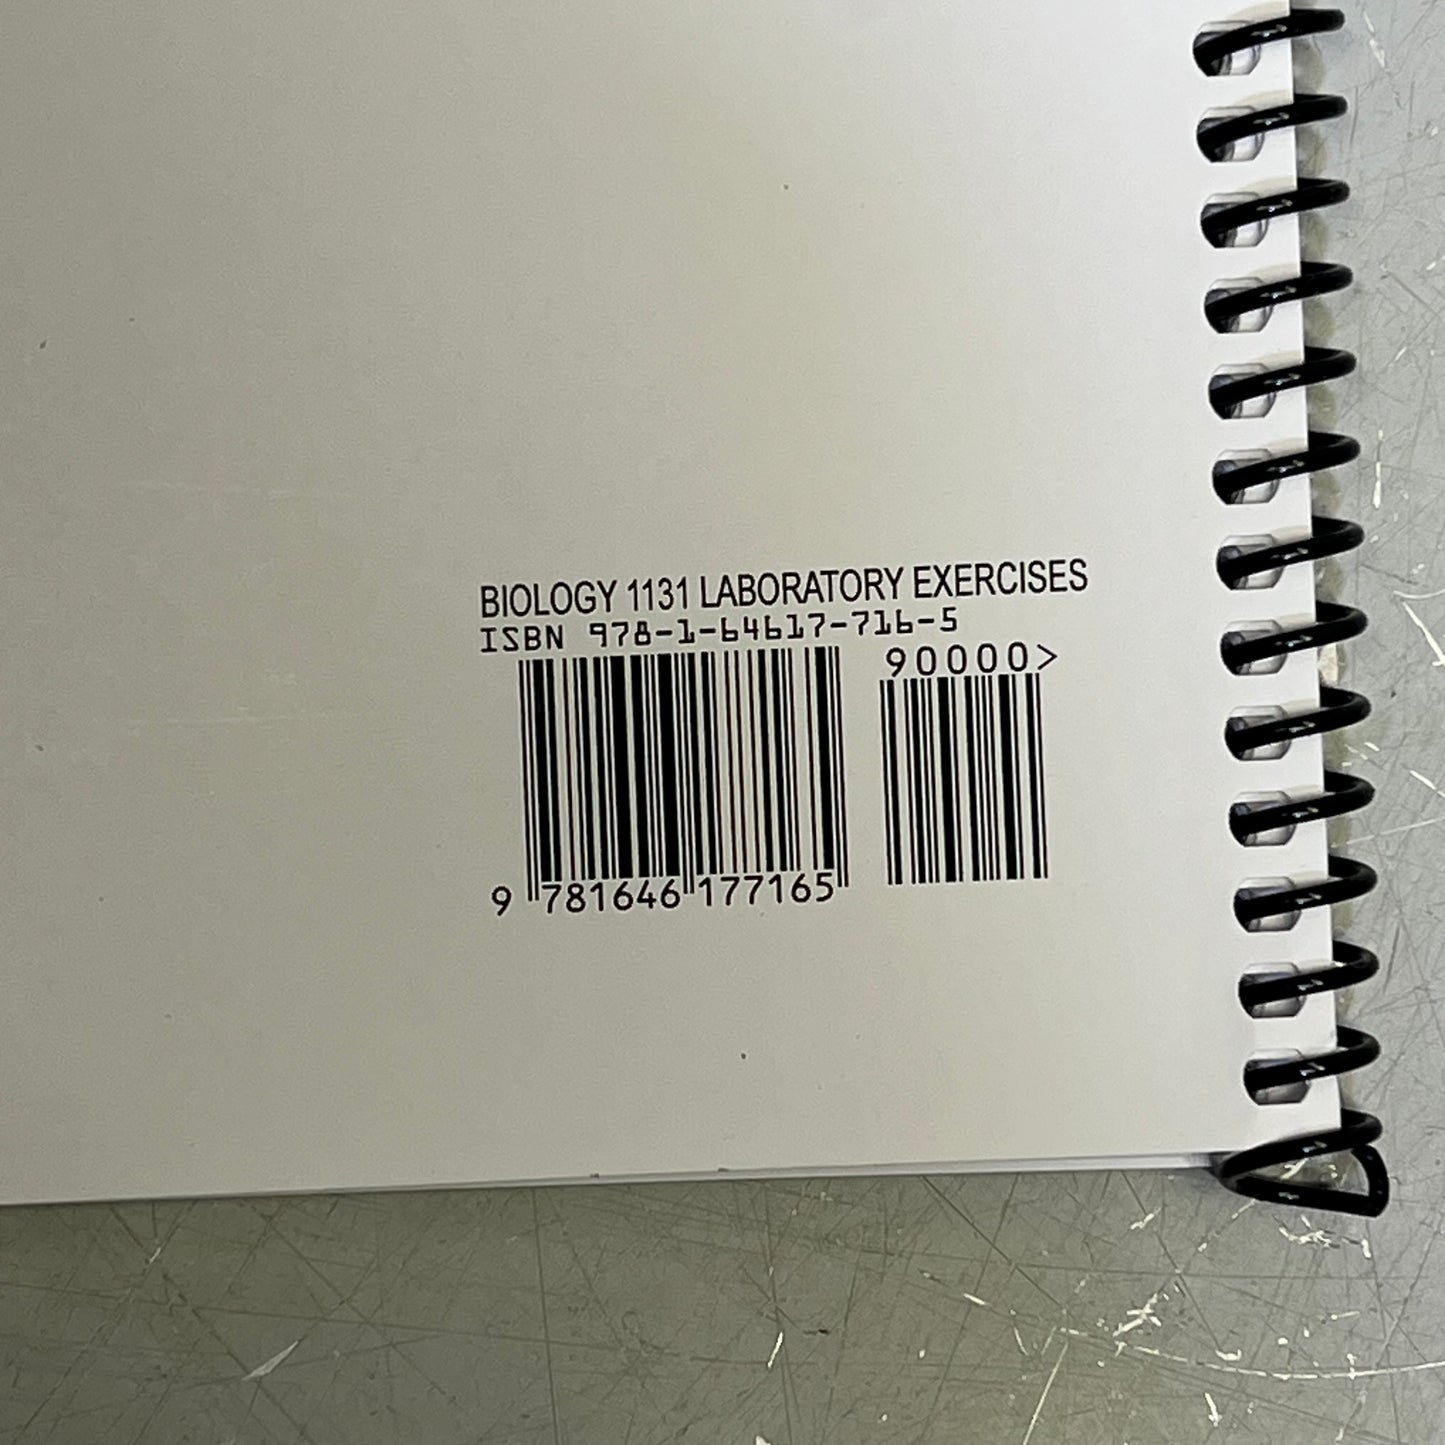 BIOLOGY 1131 LABORATORY EXERCISES
ISBN 978-1-64617-716-5
90000>
9 781646 177165